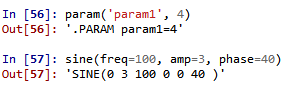 In [56]: param('param1', 4)
Out[56]: '.PARAM param1=4'
In [57]: sine(freq=100, amp=3, phase=40)
Out[57]: 'SINE(0 3 100 0 0 40 )'